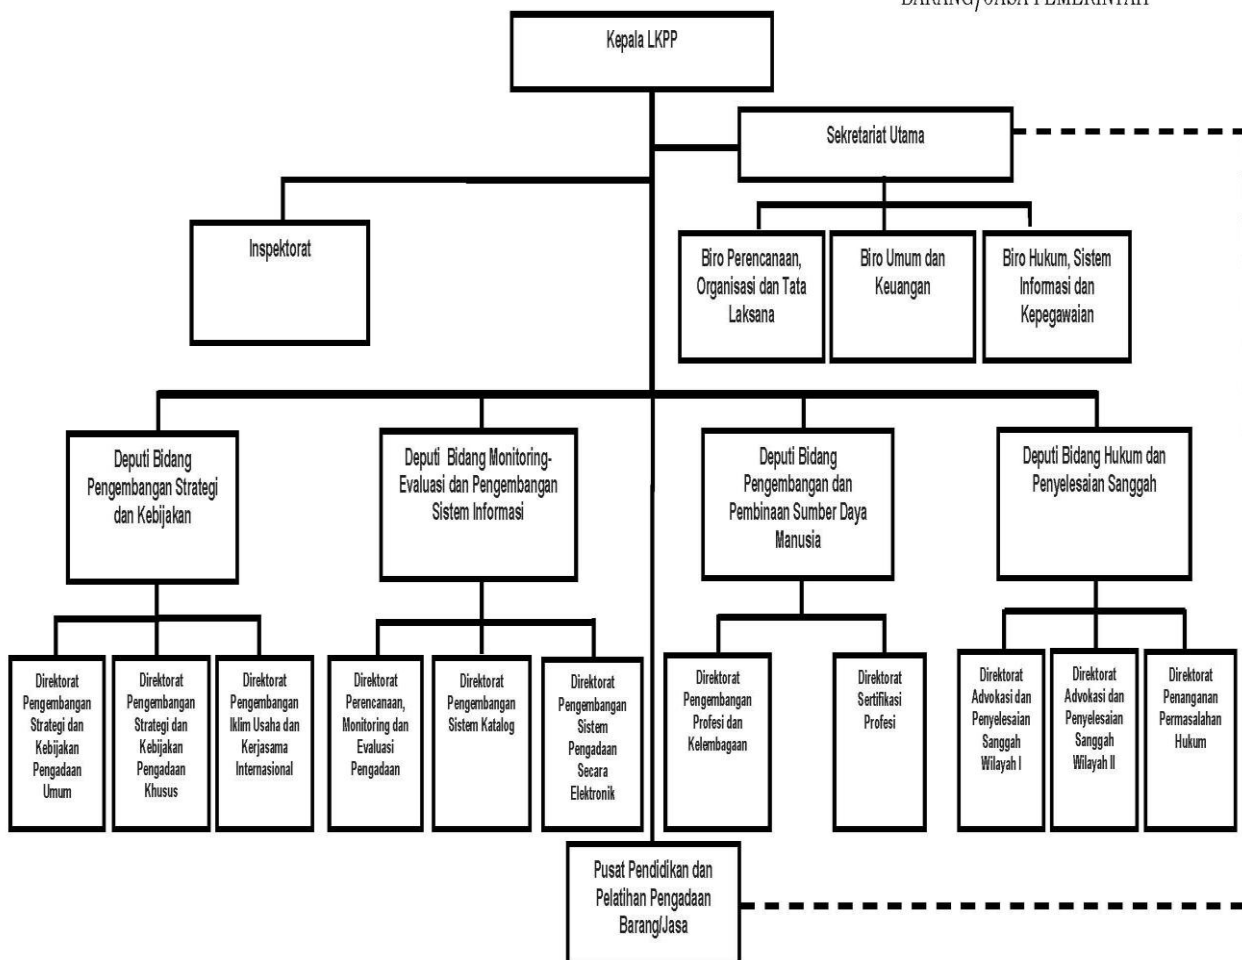 BARANG/JASA PEMERINTAH
Kepala LKPP
Sekretariat Utama
Inspektorat
Biro Perencanaan,
Organisasi dan Tata
Laksana
Biro Umum dan
Keuangan
Biro Hukum, Sistem
Informasi dan
Kepegawaian
Deputi Bidang
Pengembangan Strategi
dan Kebijakan
Deputi Bidang Monitoring-
Evaluasi dan Pengembangan
Sistem Informasi
Deputi Bidang
Pengembangan dan
Pembinaan Sumber Daya
Manusia
Deputi Bidang Hukum dan
Penyelesaian Sanggah
Direktorat
Pengembangan
Strategi dan
Kebijakan
Pengadaan
Umum
Direktorat
Pengembangan
Strategi dan
Kebijakan
Pengadaan
Khusus
Direktorat
Pengembangan
Iklim Usaha dan
Kerjasama
Internasional
Direktorat
Perencanaan,
Monitoring dan
Evaluasi
Pengadaan
Direktorat
Pengembangan
Sistem Katalog
Direktorat
Pengembangan
Sistem
Pengadaan
Secara
Elektronik
Direktorat
Pengembangan
Profesi dan
Kelembagaan
Direktorat
Sertifikasi
Profesi
Direktorat
Advokasi dan
Penyelesaian
Sanggah
Wilayah I
Direktorat
Advokasi dan
Penyelesaian
Sanggah
Wilayah II
Direktorat
Penanganan
Permasalahan
Hukum
Pusat Pendidikan dan
Pelatihan Pengadaan
Barang/Jasa